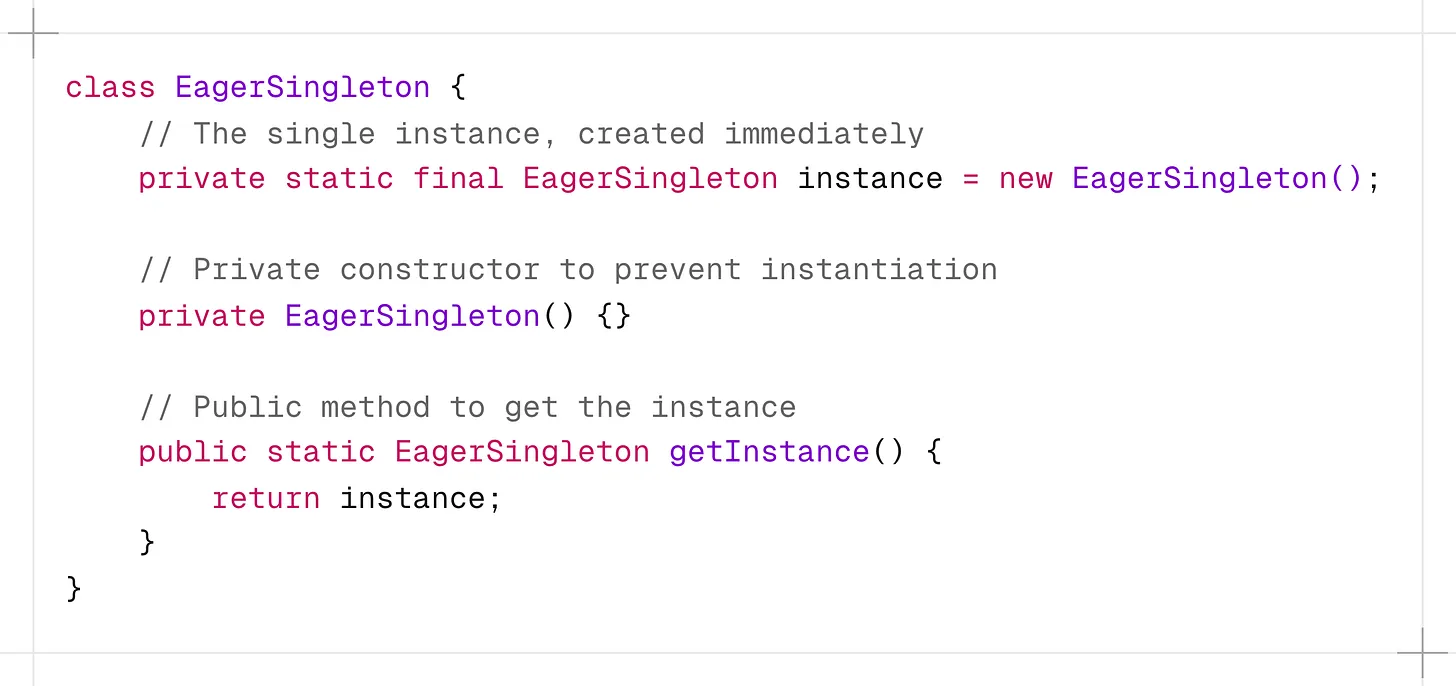 class EagerSingleton {
    // The single instance, created immediately
    private static final EagerSingleton instance = new EagerSingleton();
    // Private constructor to prevent instantiation
    private EagerSingleton() {}
    // Public method to get the instance
    public static EagerSingleton getInstance() {
        return instance;
    }
}